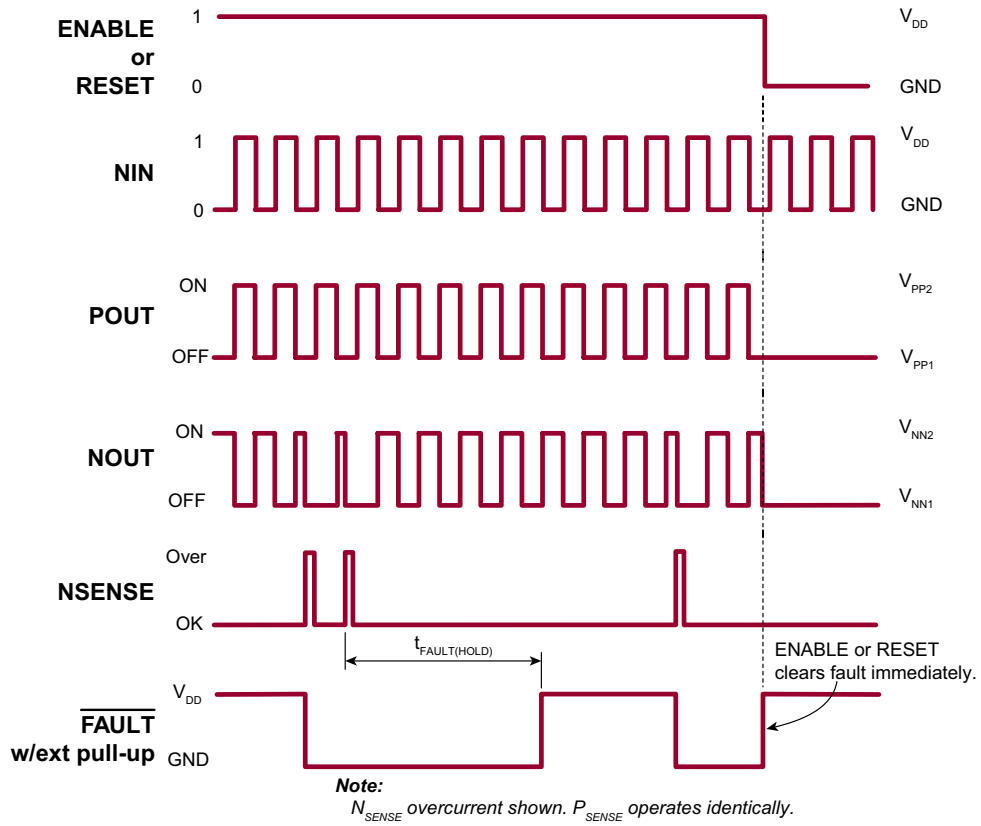 ENABLE
or
RESET
1
0
V_DD
GND
NIN
1
0
V_DD
GND
POUT
ON
OFF
V_PP2
V_PP1
NOUT
ON
OFF
V_NN2
V_NN1
NSENSE
Over
OK
t_FAULT(HOLD)
ENABLE or RESET
clears fault immediately.
FAULT
w/ext pull-up
V_DD
GND
Note:
N_SENSE overcurrent shown. P_SENSE operates identically.